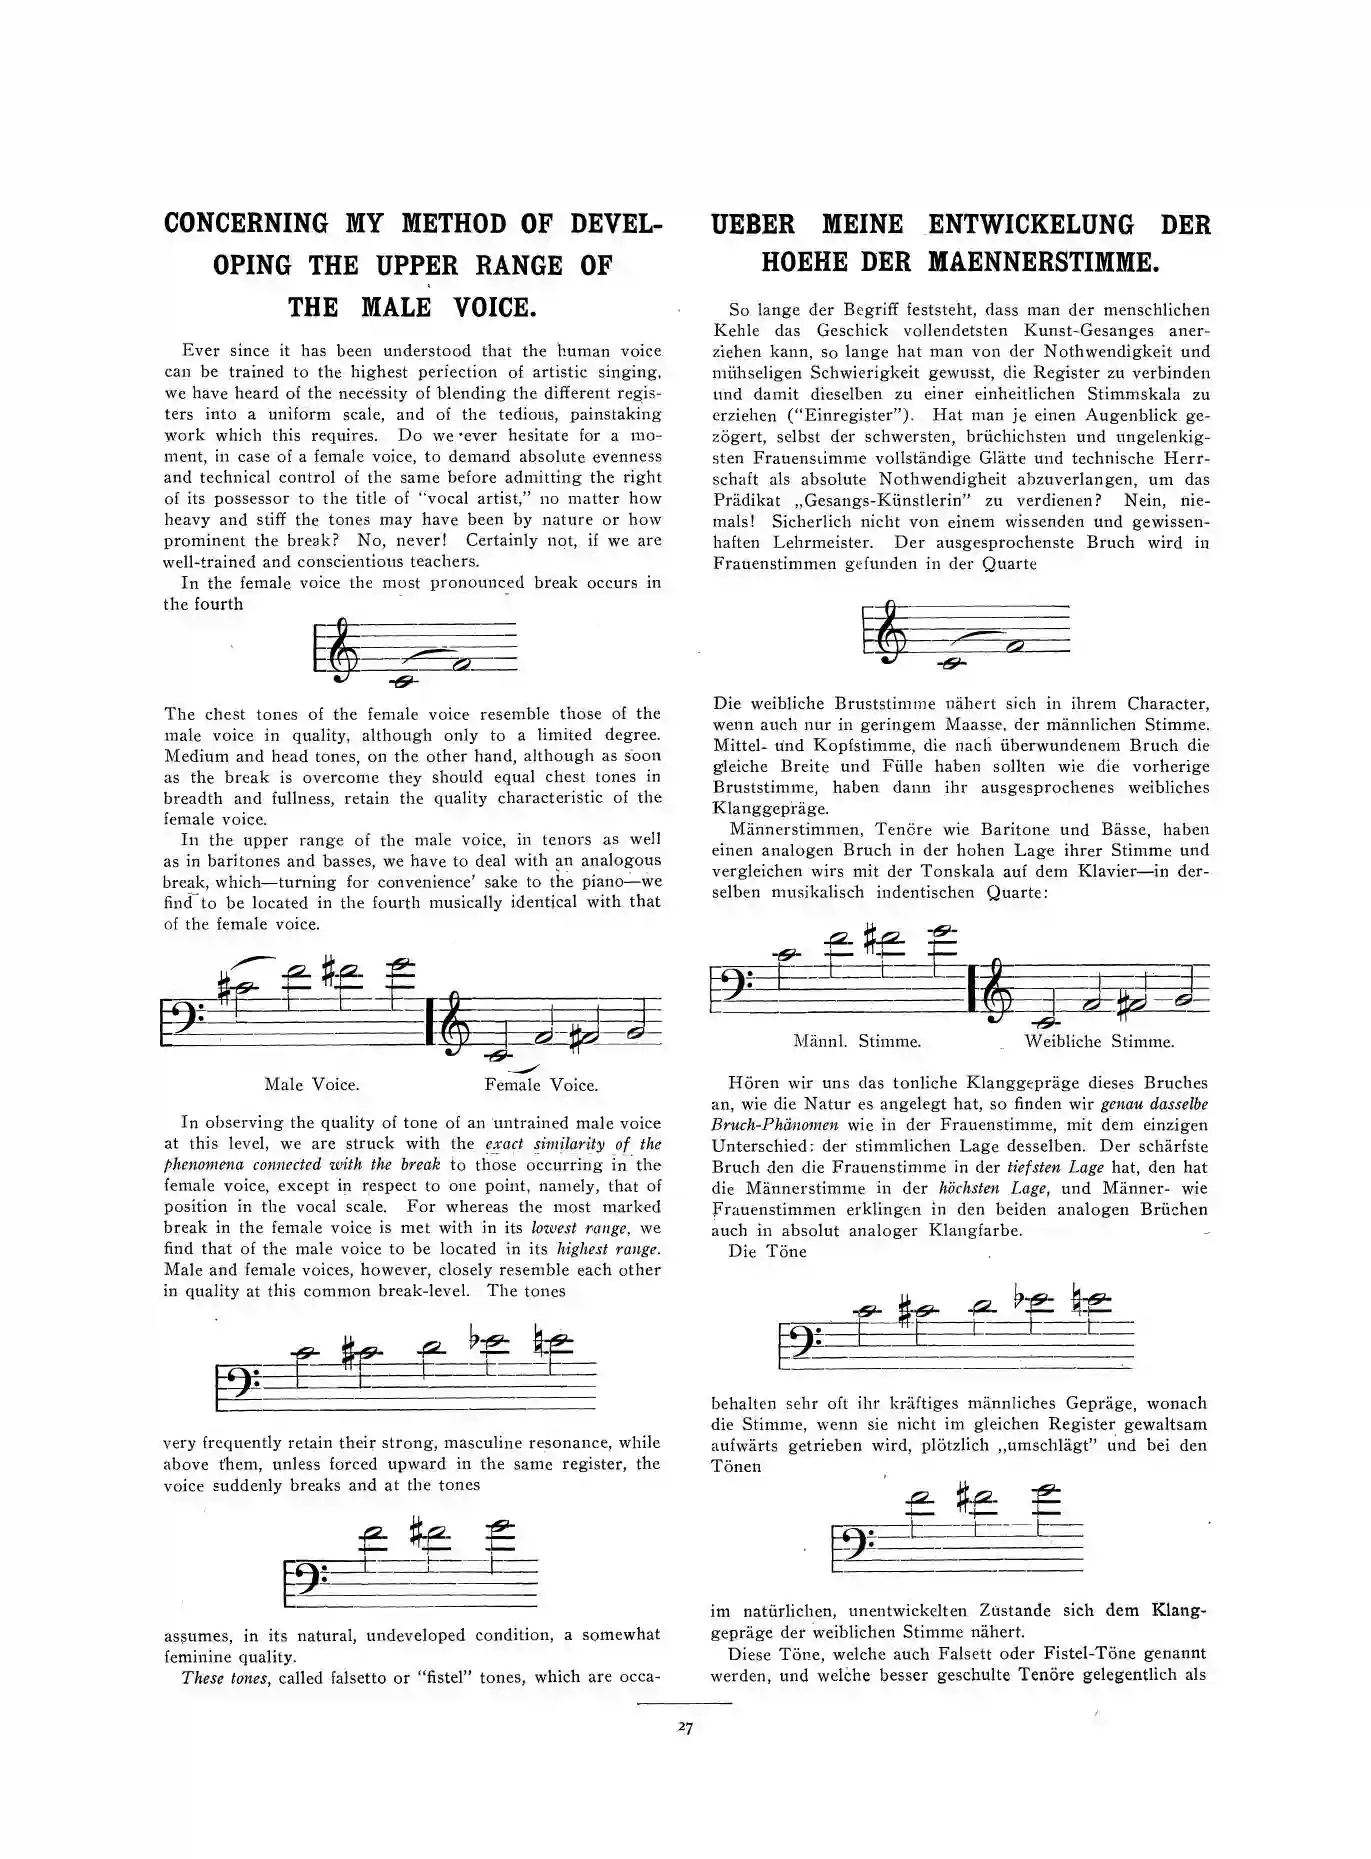 CONCERNING MY METHOD OF DEVEL-
OPING THE UPPER RANGE OF
THE MALE VOICE.
Ever since it has been understood that the human voice
can be trained to the highest perfection of artistic singing,
we have heard of the necessity of blending the different regis-
ters into a uniform scale, and of the tedious, painstaking
work which this requires. Do we ever hesitate for a mo-
ment, in case of a female voice, to demand absolute evenness
and technical control of the same before admitting the right
of its possessor to the title of "vocal artist," no matter how
heavy and stiff the tones may have been by nature or how
prominent the break? No, never! Certainly not, if we are
well-trained and conscientious teachers.
In the female voice the most pronounced break occurs in
the fourth
The chest tones of the female voice resemble those of the
male voice in quality, although only to a limited degree.
Medium and head tones, on the other hand, although as soon
as the break is overcome they should equal chest tones in
breadth and fullness, retain the quality characteristic of the
female voice.
In the upper range of the male voice, in tenors as well
as in baritones and basses, we have to deal with an analogous
break, which—turning for convenience' sake to the piano—we
find to be located in the fourth musically identical with that
of the female voice.
Male Voice. Female Voice.
In observing the quality of tone of an untrained male voice
at this level, we are struck with the exact similarity of the
phenomena connected with the break to those occurring in the
female voice, except in respect to one point, namely, that of
position in the vocal scale. For whereas the most marked
break in the female voice is met with in its lowest range, we
find that of the male voice to be located in its highest range.
Male and female voices, however, closely resemble each other
in quality at this common break-level. The tones
very frequently retain their strong, masculine resonance, while
above them, unless forced upward in the same register, the
voice suddenly breaks and at the tones
assumes, in its natural, undeveloped condition, a somewhat
feminine quality.
These tones, called falsetto or "fistel" tones, which are occa-
UEBER MEINE ENTWICKELUNG DER
HOEHE DER MAENNERSTIMME.
So lange der Begriff feststeht, dass man der menschlichen
Kehle das Geschick vollendetsten Kunst-Gesanges aner-
ziehen kann, so lange hat man von der Nothwendigkeit und
mühseligen Schwierigkeit gewusst, die Register zu verbinden
und damit dieselben zu einer einheitlichen Stimmskala zu
erziehen ("Einregister"). Hat man je einen Augenblick ge-
zögert, selbst der schwersten, brüchichsten und ungelenkig-
sten Frauenstimme vollständige Glätte und technische Herr-
schaft als absolute Nothwendigheit abzuverlangen, um das
Prädikat „Gesangs-Künstlerin" zu verdienen? Nein, nie-
mals! Sicherlich nicht von einem wissenden und gewissen-
haften Lehrmeister. Der ausgesprochenste Bruch wird in
Frauenstimmen gefunden in der Quarte
Die weibliche Bruststimme nähert sich in ihrem Character,
wenn auch nur in geringem Maasse, der männlichen Stimme.
Mittel- und Kopfstimme, die nach überwundenem Bruch die
gleiche Breite und Fülle haben sollten wie die vorherige
Bruststimme, haben dann ihr ausgesprochenes weibliches
Klanggepräge.
Männerstimmen, Tenöre wie Baritone und Bässe, haben
einen analogen Bruch in der hohen Lage ihrer Stimme und
vergleichen wirs mit der Tonskala auf dem Klavier—in der-
selben musikalisch indentischen Quarte:
Männl. Stimme. Weibliche Stimme.
Hören wir uns das tonliche Klanggepräge dieses Bruches
an, wie die Natur es angelegt hat, so finden wir genau dasselbe
Bruch-Phänomen wie in der Frauenstimme, mit dem einzigen
Unterschied: der stimmlichen Lage desselben. Der schärfste
Bruch den die Frauenstimme in der tiefsten Lage hat, den hat
die Männerstimme in der höchsten Lage, und Männer- wie
Frauenstimmen erklingen in den beiden analogen Brüchen
auch in absolut analoger Klangfarbe.
Die Töne
behalten sehr oft ihr kräftiges männliches Gepräge, wonach
die Stimme, wenn sie nicht im gleichen Register gewaltsam
aufwärts getrieben wird, plötzlich „umschlägt" und bei den
Tönen
im natürlichen, unentwickelten Zustande sich dem Klang-
gepräge der weiblichen Stimme nähert.
Diese Töne, welche auch Falsett oder Fistel-Töne genannt
werden, und welche besser geschulte Tenöre gelegentlich als
27